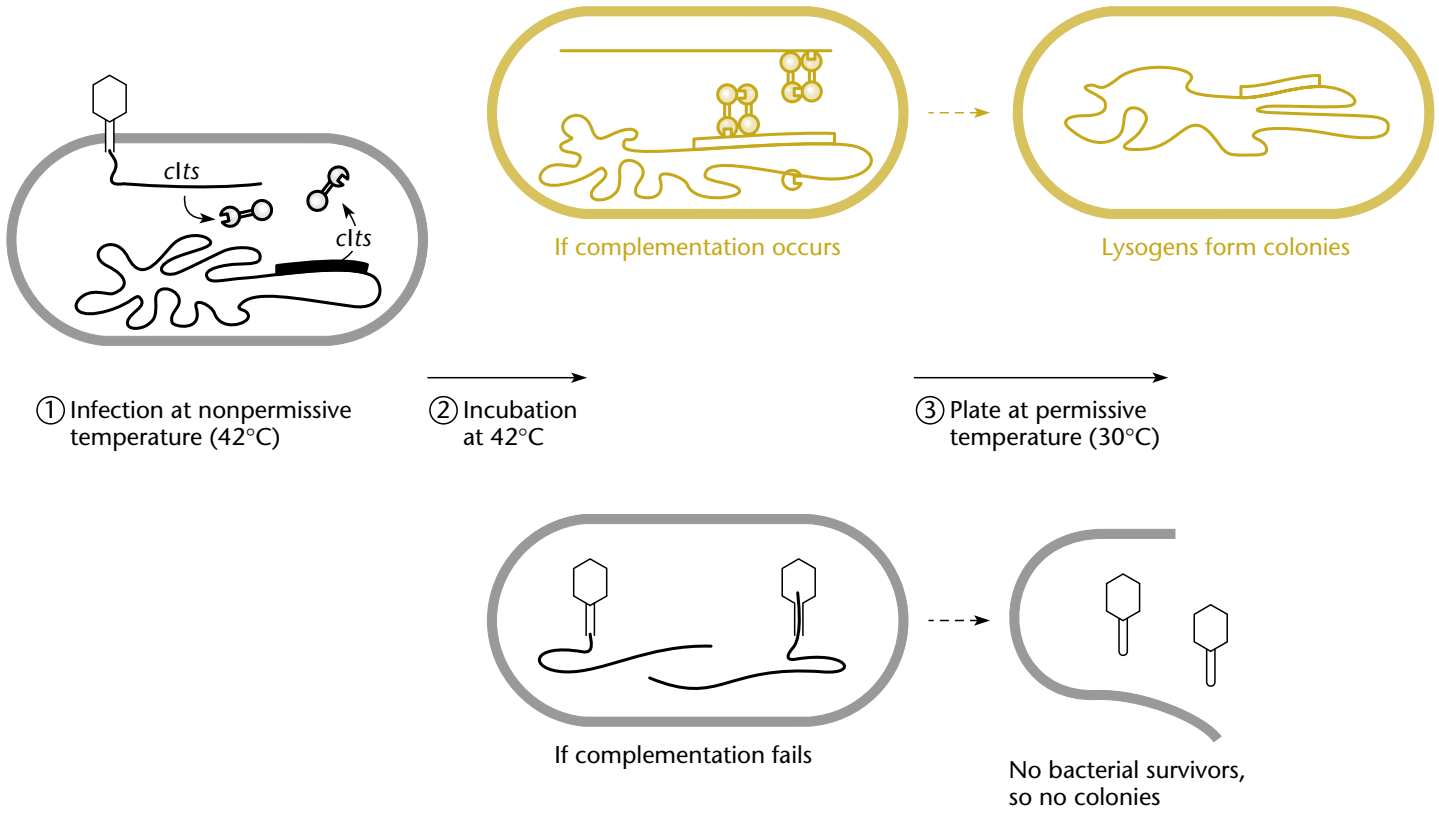 cIts
cIts
If complementation occurs
Lysogens form colonies
① Infection at nonpermissive
temperature (42°C)
② Incubation
at 42°C
③ Plate at permissive
temperature (30°C)
If complementation fails
No bacterial survivors,
so no colonies